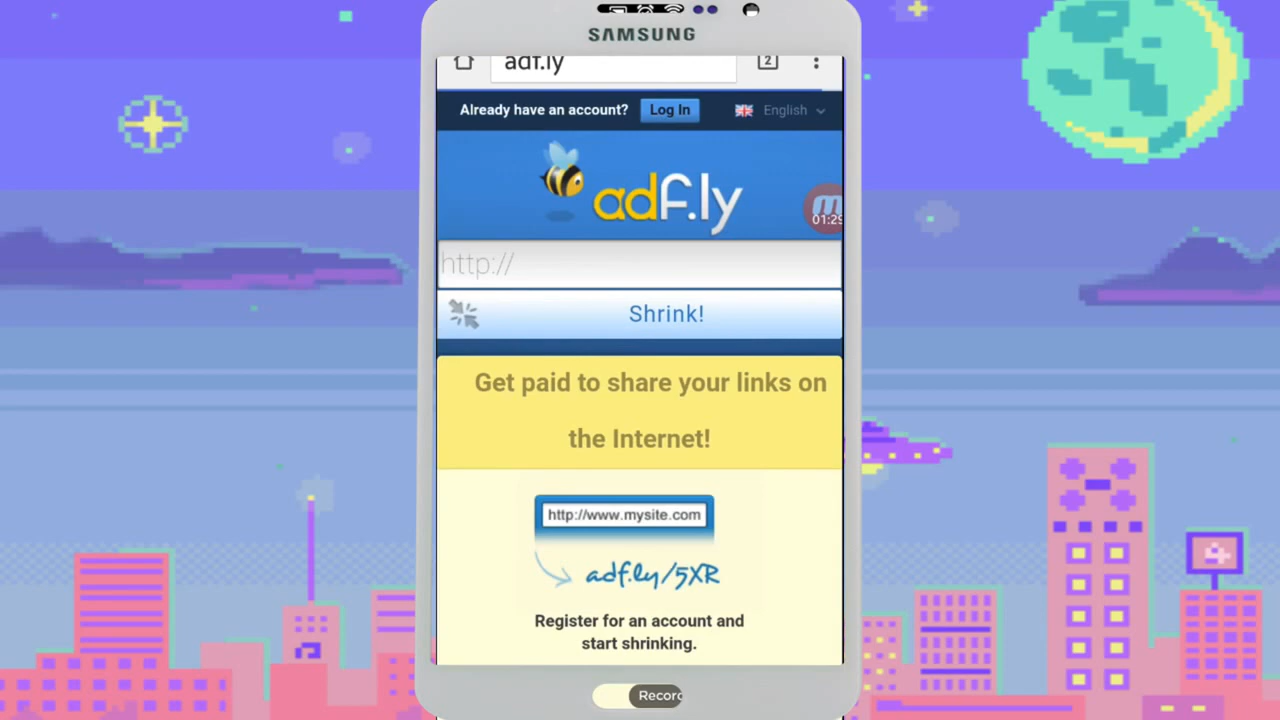 SAMSUNG
adf.ly
2
Already have an account?
Log In
English
adf.ly
01:29
http://
Shrink!
Get paid to share your links on
the Internet!
http://www.mysite.com
adf.ly/5XR
Register for an account and
start shrinking.
Record